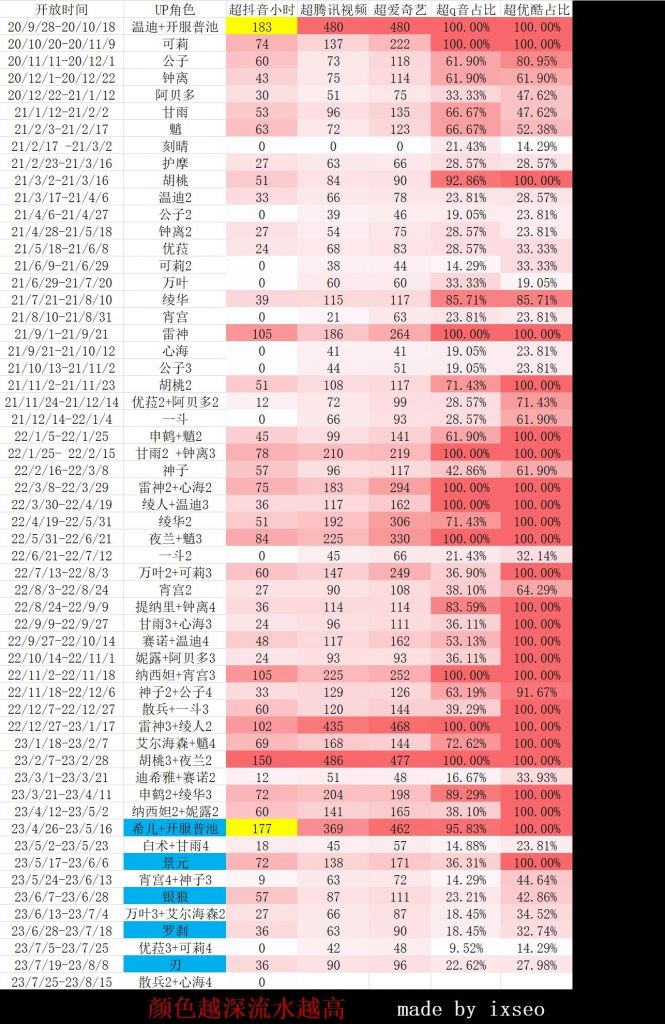 开放时间 UP角色 超抖音小时 超腾讯视频 超爱奇艺 超q音占比 超优酷占比
20/9/28-20/10/18 温迪+开服普池 183 480 480 100.00% 100.00%
20/10/20-20/11/9 可莉 74 137 222 100.00% 100.00%
20/11/11-20/12/1 公子 60 73 118 61.90% 80.95%
20/12/1-20/12/22 钟离 43 75 114 61.90% 61.90%
20/12/22-21/1/12 阿贝多 30 51 75 33.33% 47.62%
21/1/12-21/2/2 甘雨 53 96 135 66.67% 47.62%
21/2/3-21/2/17 魈 63 72 123 66.67% 52.38%
21/2/17 -21/3/2 刻晴 0 0 0 21.43% 14.29%
21/2/23-21/3/16 护摩 27 63 66 28.57% 28.57%
21/3/2-21/3/16 胡桃 51 84 90 92.86% 100.00%
21/3/17-21/4/6 温迪2 33 66 78 23.81% 28.57%
21/4/6-21/4/27 公子2 0 39 46 19.05% 23.81%
21/4/28-21/5/18 钟离2 27 54 75 28.57% 23.81%
21/5/18-21/6/8 优菈 24 68 83 28.57% 33.33%
21/6/9-21/6/29 可莉2 0 38 44 14.29% 33.33%
21/6/29-21/7/20 万叶 0 60 60 33.33% 19.05%
21/7/21-21/8/10 绫华 39 115 117 85.71% 85.71%
21/8/10-21/8/31 宵宫 0 21 63 23.81% 23.81%
21/9/1-21/9/21 雷神 105 186 264 100.00% 100.00%
21/9/21-21/10/12 心海 0 41 41 19.05% 23.81%
21/10/13-21/11/2 公子3 0 44 51 19.05% 23.81%
21/11/2-21/11/23 胡桃2 51 108 117 71.43% 100.00%
21/11/24-21/12/14 优菈2+阿贝多2 12 72 99 28.57% 71.43%
21/12/14-22/1/4 一斗 0 66 93 28.57% 61.90%
22/1/5-22/1/25 申鹤+魈2 45 99 141 61.90% 100.00%
22/1/25- 22/2/15 甘雨2 +钟离3 78 210 219 100.00% 100.00%
22/2/16-22/3/8 神子 57 96 117 42.86% 61.90%
22/3/8-22/3/29 雷神2+心海2 75 183 294 100.00% 100.00%
22/3/30-22/4/19 绫人+温迪3 36 117 162 100.00% 100.00%
22/4/19-22/5/31 绫华2 51 192 306 71.43% 100.00%
22/5/31-22/6/21 夜兰+魈3 84 225 330 100.00% 100.00%
22/6/21-22/7/12 一斗2 0 45 66 21.43% 32.14%
22/7/13-22/8/3 万叶2+可莉3 60 147 249 36.90% 100.00%
22/8/3-22/8/24 宵宫2 27 90 108 38.10% 64.29%
22/8/24-22/9/9 提纳里+钟离4 36 114 114 83.59% 100.00%
22/9/9-22/9/27 甘雨3+心海3 24 96 111 36.11% 100.00%
22/9/27-22/10/14 赛诺+温迪4 48 117 162 53.13% 100.00%
22/10/14-22/11/1 妮露+阿贝多3 24 93 93 36.11% 100.00%
22/11/2-22/11/18 纳西妲+宵宫3 105 225 252 100.00% 100.00%
22/11/18-22/12/6 神子2+公子4 33 129 126 63.19% 91.67%
22/12/7-22/12/27 散兵+一斗3 60 120 144 39.29% 100.00%
22/12/27-23/1/17 雷神3+绫人2 102 435 468 100.00% 100.00%
23/1/18-23/2/7 艾尔海森+魈4 69 168 144 72.62% 100.00%
23/2/7-23/2/28 胡桃3+夜兰2 150 486 477 100.00% 100.00%
23/3/1-23/3/21 迪希雅+赛诺2 12 51 48 16.67% 33.93%
23/3/21-23/4/11 申鹤2+绫华3 72 204 198 89.29% 100.00%
23/4/12-23/5/2 纳西妲2+妮露2 60 141 165 38.10% 100.00%
23/4/26-23/5/16 希儿+开服普池 177 369 462 95.83% 100.00%
23/5/2-23/5/23 白术+甘雨4 18 45 57 14.88% 23.81%
23/5/17-23/6/6 景元 72 138 171 36.31% 100.00%
23/5/24-23/6/13 宵宫4+神子3 9 63 72 14.29% 44.64%
23/6/7-23/6/28 银狼 57 87 111 23.21% 42.86%
23/6/13-23/7/4 万叶3+艾尔海森2 27 66 87 18.45% 34.52%
23/6/28-23/7/18 罗刹 36 63 90 18.45% 32.74%
23/7/5-23/7/25 优菈3+可莉4 0 42 48 9.52% 14.29%
23/7/19-23/8/8 刃 36 90 96 22.62% 27.98%
23/7/25-23/8/15 散兵2+心海4 0
颜色越深流水越高 made by ixseo